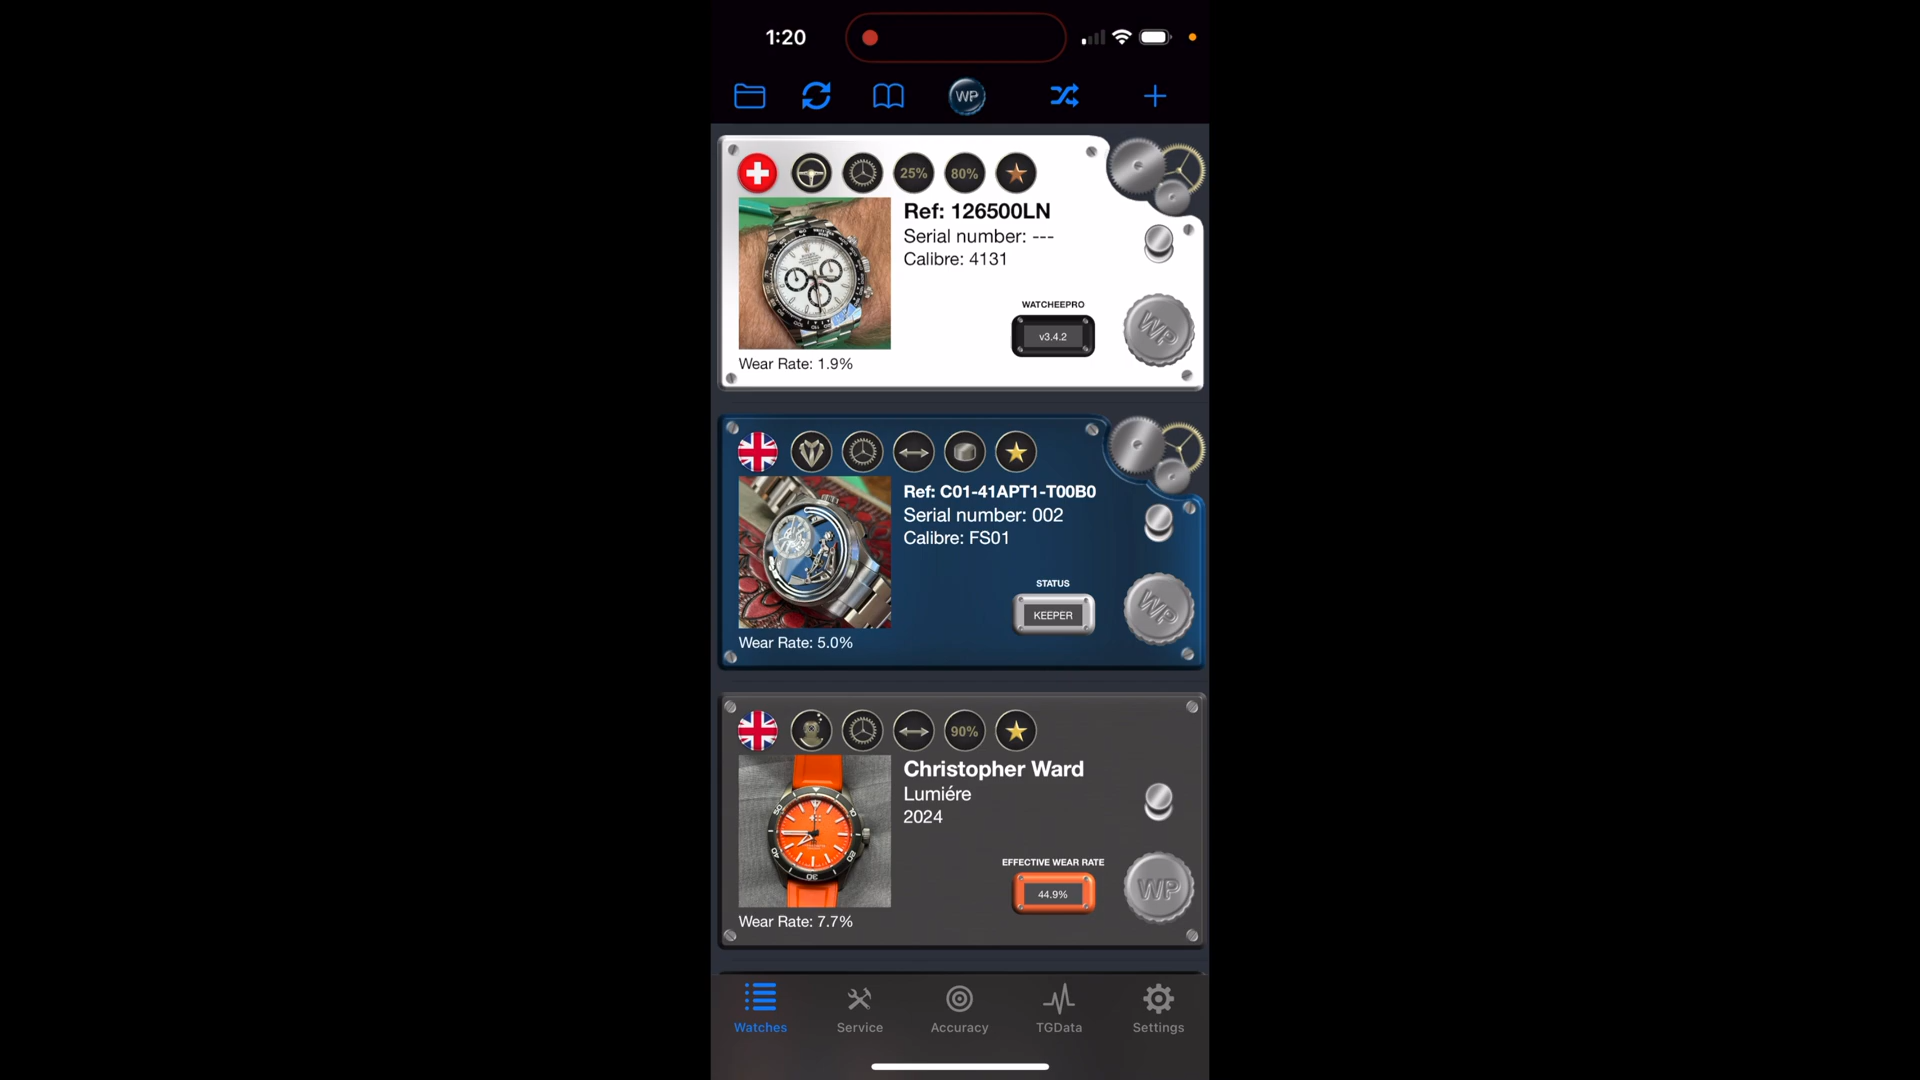 1:20
WP
25%
80%
Ref: 126500LN
Serial number: ---
Calibre: 4131
WATCHEEPRO
v3.4.2
WP
Wear Rate: 1.9%
Ref: C01-41APT1-T00B0
Serial number: 002
Calibre: FS01
STATUS
KEEPER
WP
Wear Rate: 5.0%
90%
Christopher Ward
Lumiére
2024
EFFECTIVE WEAR RATE
44.9%
WP
Wear Rate: 7.7%
Watches
Service
Accuracy
TGData
Settings